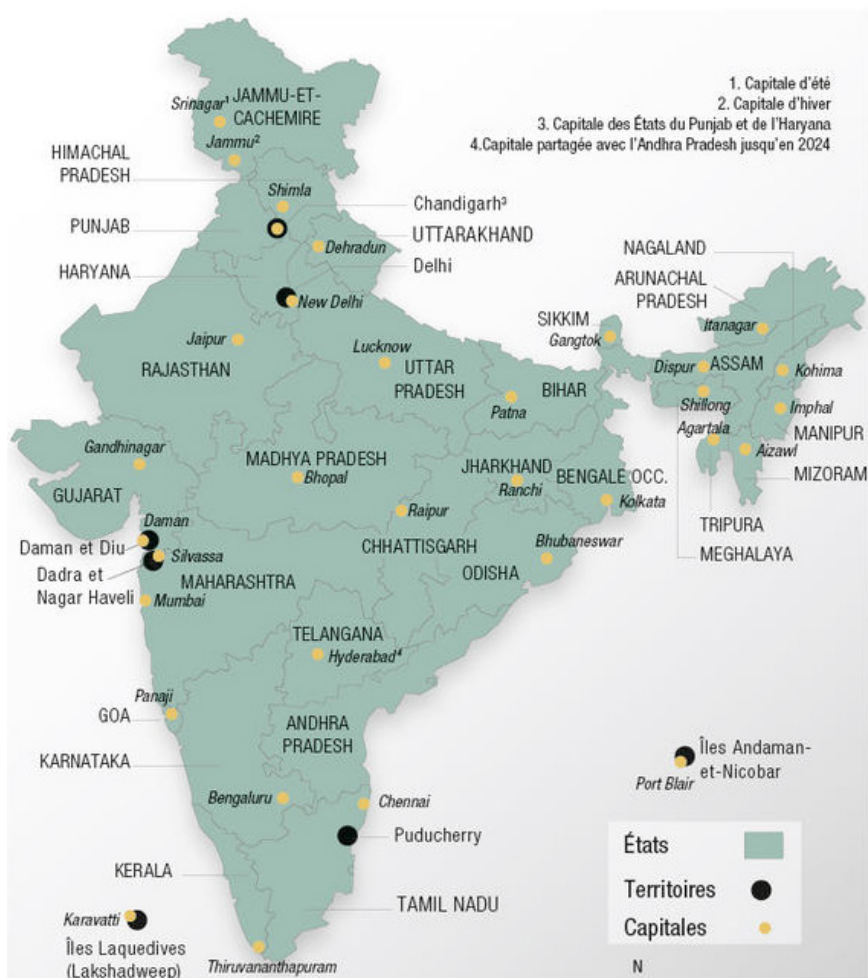 1. Capitale d'été
2. Capitale d'hiver
3. Capitale des États du Punjab et de l'Haryana
4.Capitale partagée avec l'Andhra Pradesh jusqu'en 2024
Srinagar¹
JAMMU-ET-
CACHEMIRE
Jammu²
HIMACHAL
PRADESH
Shimla
Chandigarh³
PUNJAB
UTTARAKHAND
Dehradun
HARYANA
Delhi
New Delhi
NAGALAND
ARUNACHAL
PRADESH
SIKKIM
Gangtok
Itanagar
Jaipur
RAJASTHAN
Lucknow
UTTAR
PRADESH
BIHAR
Patna
Dispur
ASSAM
Kohima
Shillong
Imphal
Agartala
MANIPUR
Aizawl
MIZORAM
Gandhinagar
GUJARAT
MADHYA PRADESH
Bhopal
JHARKHAND
Ranchi
BENGALE OCC.
Kolkata
TRIPURA
MEGHALAYA
Raipur
CHHATTISGARH
Bhubaneswar
ODISHA
Daman
Daman et Diu
Silvassa
Dadra et
Nagar Haveli
MAHARASHTRA
Mumbai
TELANGANA
Hyderabad⁴
Panaji
GOA
ANDHRA
PRADESH
KARNATAKA
Îles Andaman-
et-Nicobar
Port Blair
Bengaluru
Chennai
Puducherry
KERALA
TAMIL NADU
Karavatti
Îles Laquedives
(Lakshadweep)
Thiruvananthapuram
États
Territoires
Capitales
N